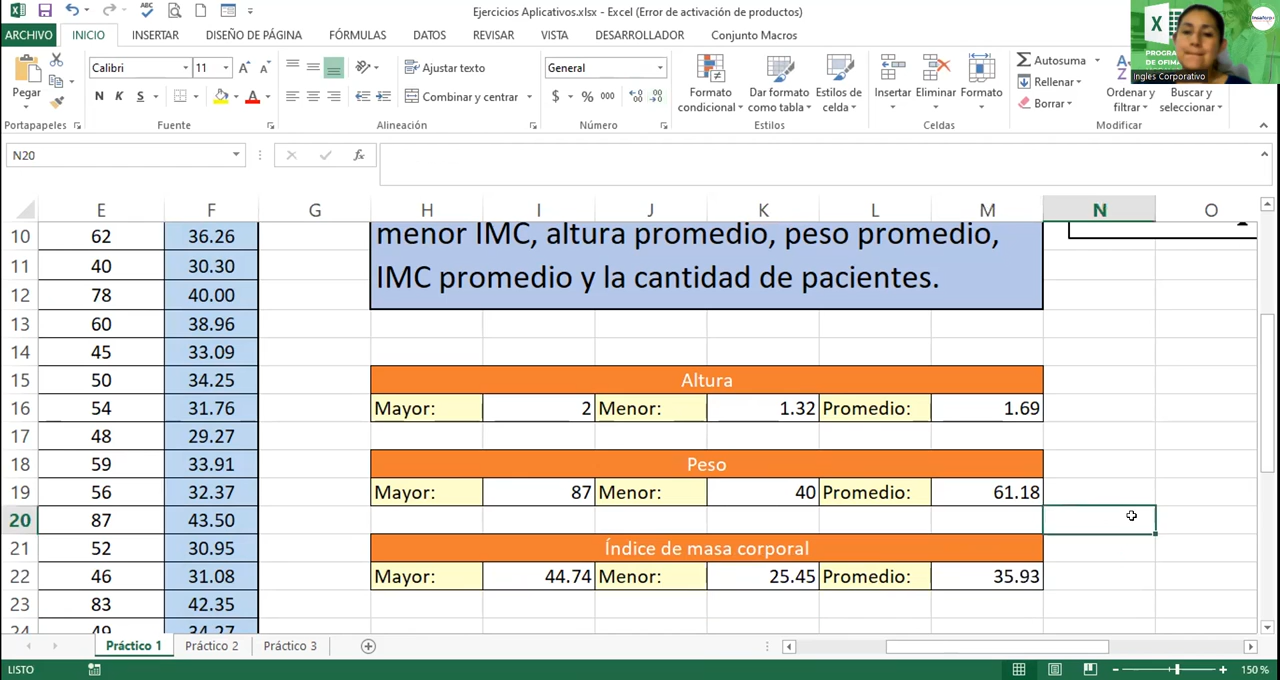 Ejercicios Aplicativos.xlsx - Excel (Error de activación de productos)
ARCHIVO INICIO INSERTAR DISEÑO DE PÁGINA FÓRMULAS DATOS REVISAR VISTA DESARROLLADOR Conjunto Macros
PROGRA
DE OFIMÁ
Ingles Corporativo
Pegar
Calibri 11
N K S
Ajustar texto
Combinar y centrar
General
$ % 000
Formato condicional
Dar formato como tabla
Estilos de celda
Insertar
Eliminar
Formato
Autosuma
Rellenar
Borrar
Ordenar y filtrar
Buscar y seleccionar
Portapapeles Fuente Alineación Número Estilos Celdas Modificar
N20 fx
E F G H I J K L M N O
10 62 36.26 menor IMC, altura promedio, peso promedio,
11 40 30.30 IMC promedio y la cantidad de pacientes.
12 78 40.00
13 60 38.96
14 45 33.09
15 50 34.25 Altura
16 54 31.76 Mayor: 2 Menor: 1.32 Promedio: 1.69
17 48 29.27
18 59 33.91 Peso
19 56 32.37 Mayor: 87 Menor: 40 Promedio: 61.18
20 87 43.50
21 52 30.95 Índice de masa corporal
22 46 31.08 Mayor: 44.74 Menor: 25.45 Promedio: 35.93
23 83 42.35
24 49 34.27
Práctico 1 Práctico 2 Práctico 3
LISTO 150 %